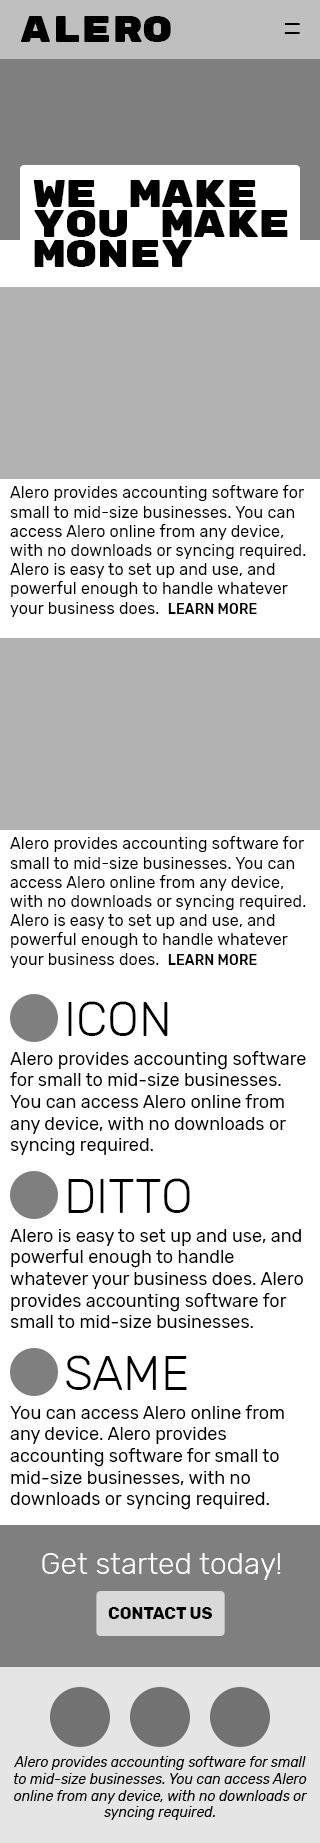 ALERO
WE MAKE
YOU MAKE
MONEY
Alero provides accounting software for
small to mid-size businesses. You can
access Alero online from any device,
with no downloads or syncing required.
Alero is easy to set up and use, and
powerful enough to handle whatever
your business does. LEARN MORE
Alero provides accounting software for
small to mid-size businesses. You can
access Alero online from any device,
with no downloads or syncing required.
Alero is easy to set up and use, and
powerful enough to handle whatever
your business does. LEARN MORE
ICON
Alero provides accounting software
for small to mid-size businesses.
You can access Alero online from
any device, with no downloads or
syncing required.
DITTO
Alero is easy to set up and use, and
powerful enough to handle
whatever your business does. Alero
provides accounting software for
small to mid-size businesses.
SAME
You can access Alero online from
any device. Alero provides
accounting software for small to
mid-size businesses, with no
downloads or syncing required.
Get started today!
CONTACT US
Alero provides accounting software for small
to mid-size businesses. You can access Alero
online from any device, with no downloads or
syncing required.